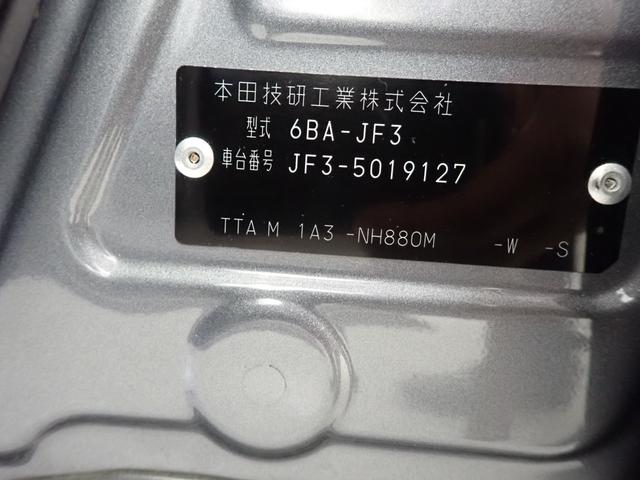 本田技研工業株式会社
型式 6BA-JF3
車台番号 JF3-5019127
TTA M 1A3 -NH880M -W -S